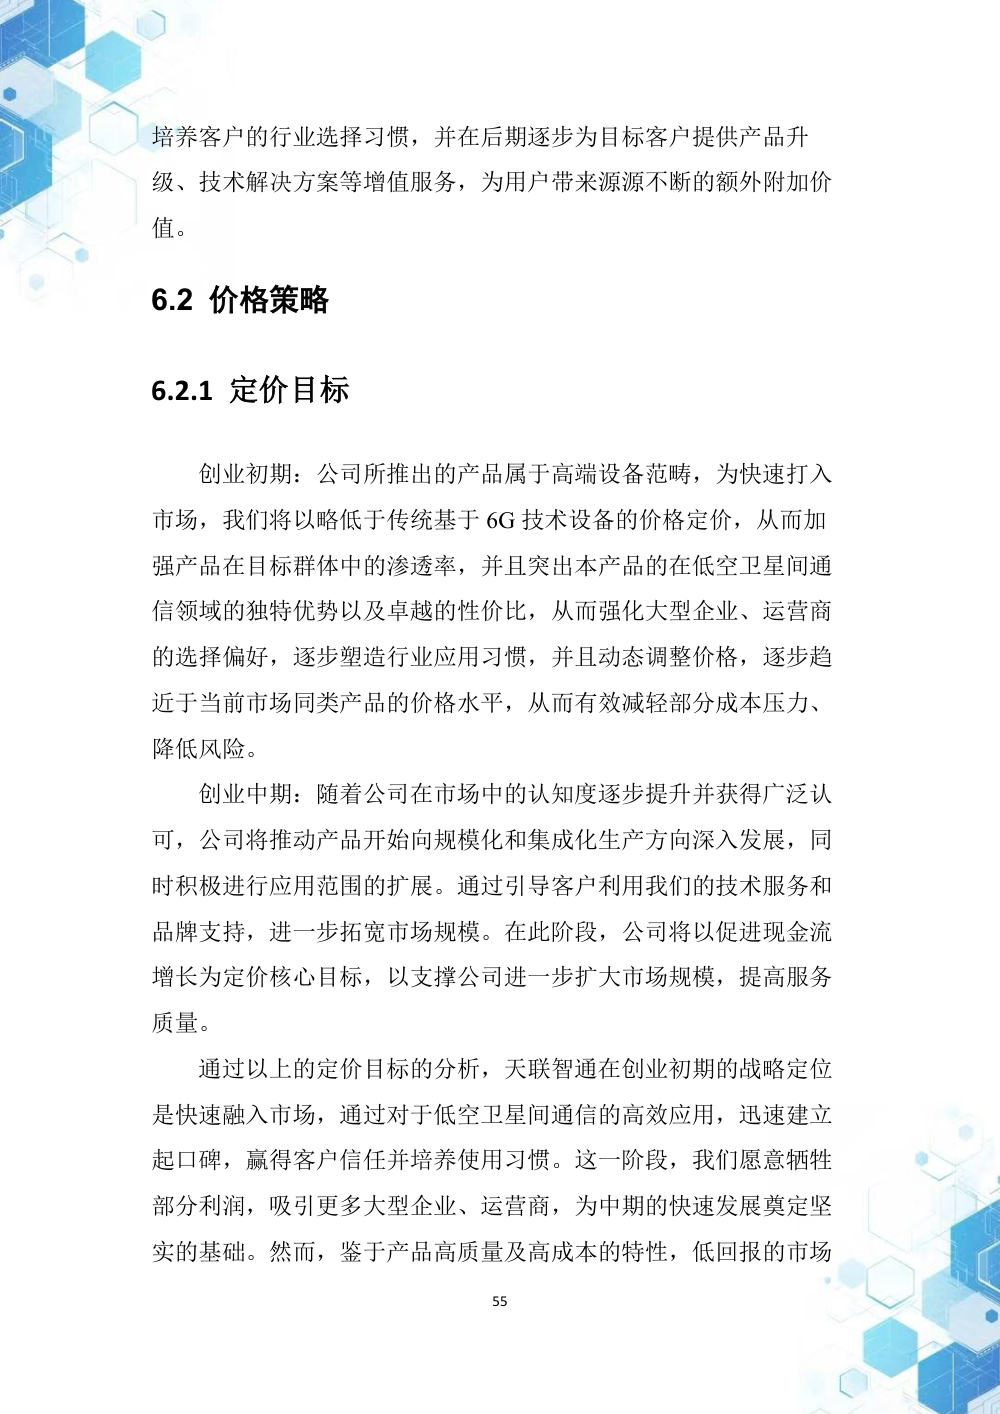 培养客户的行业选择习惯，并在后期逐步为目标客户提供产品升
级、技术解决方案等增值服务，为用户带来源源不断的额外附加价
值。
6.2 价格策略
6.2.1 定价目标
创业初期：公司所推出的产品属于高端设备范畴，为快速打入
市场，我们将以略低于传统基于 6G 技术设备的价格定价，从而加
强产品在目标群体中的渗透率，并且突出本产品的在低空卫星间通
信领域的独特优势以及卓越的性价比，从而强化大型企业、运营商
的选择偏好，逐步塑造行业应用习惯，并且动态调整价格，逐步趋
近于当前市场同类产品的价格水平，从而有效减轻部分成本压力、
降低风险。
创业中期：随着公司在市场中的认知度逐步提升并获得广泛认
可，公司将推动产品开始向规模化和集成化生产方向深入发展，同
时积极进行应用范围的扩展。通过引导客户利用我们的技术服务和
品牌支持，进一步拓宽市场规模。在此阶段，公司将以促进现金流
增长为定价核心目标，以支撑公司进一步扩大市场规模，提高服务
质量。
通过以上的定价目标的分析，天联智通在创业初期的战略定位
是快速融入市场，通过对于低空卫星间通信的高效应用，迅速建立
起口碑，赢得客户信任并培养使用习惯。这一阶段，我们愿意牺牲
部分利润，吸引更多大型企业、运营商，为中期的快速发展奠定坚
实的基础。然而，鉴于产品高质量及高成本的特性，低回报的市场
55